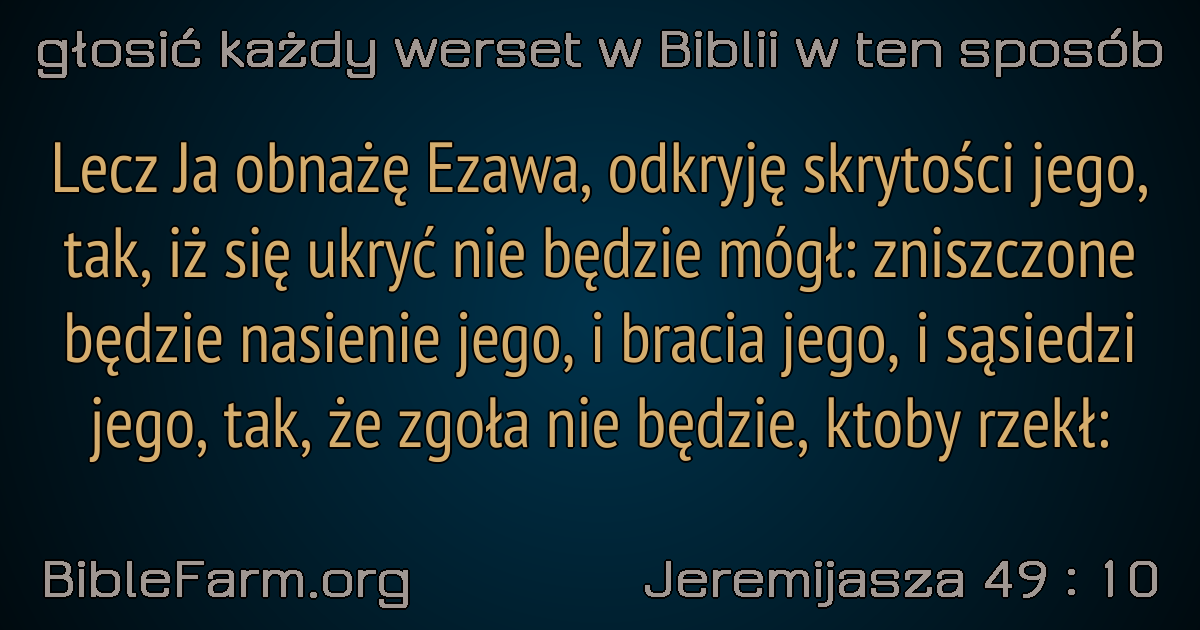 głosić każdy werset w Biblii w ten sposób
Lecz Ja obnażę Ezawa, odkryję skrytości jego,
tak, iż się ukryć nie będzie mógł: zniszczone
będzie nasienie jego, i bracia jego, i sąsiedzi
jego, tak, że zgoła nie będzie, ktoby rzekł:
BibleFarm.org
Jeremijasza 49 : 10